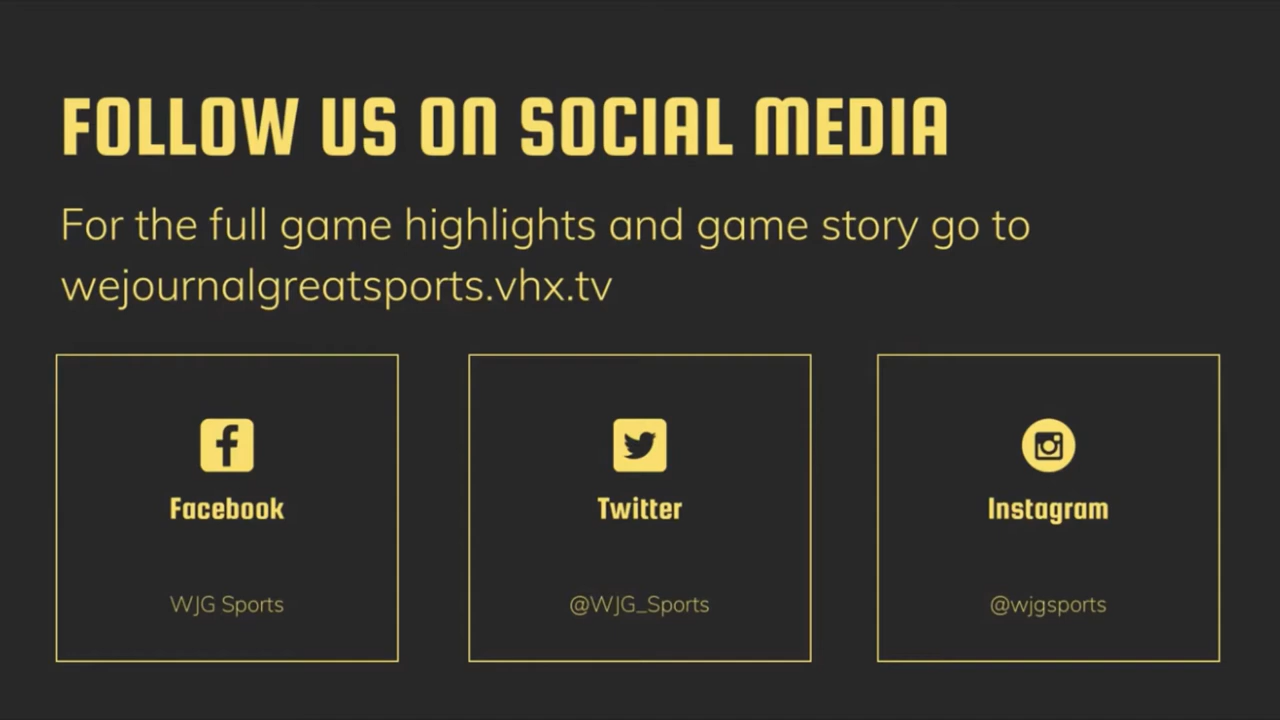 FOLLOW US ON SOCIAL MEDIA
For the full game highlights and game story go to
wejournalgreatsports.vhx.tv
Facebook
WJG Sports
Twitter
@WJG_Sports
Instagram
@wjgsports